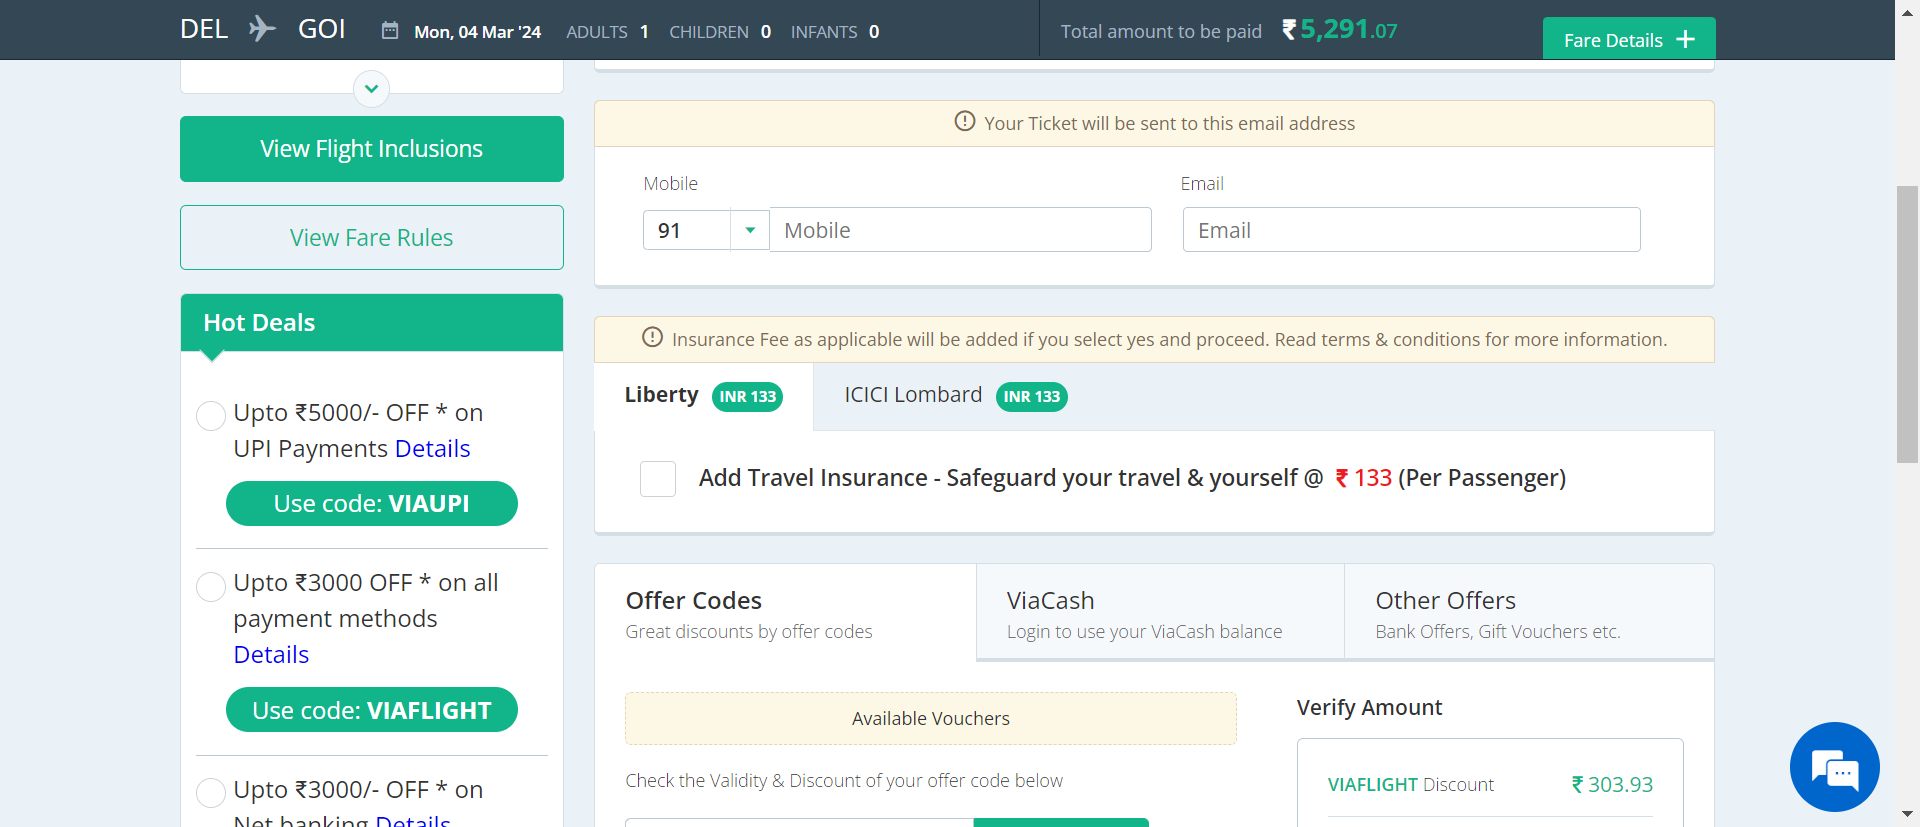 DEL GOI Mon, 04 Mar '24 ADULTS 1 CHILDREN 0 INFANTS 0 Total amount to be paid ₹5,291.07 Fare Details +
View Flight Inclusions
View Fare Rules
Hot Deals
Upto ₹5000/- OFF * on
UPI Payments Details
Use code: VIAUPI
Upto ₹3000 OFF * on all
payment methods
Details
Use code: VIAFLIGHT
Upto ₹3000/- OFF * on
Net banking Details
Your Ticket will be sent to this email address
Mobile Email
91 Mobile Email
Insurance Fee as applicable will be added if you select yes and proceed. Read terms & conditions for more information.
Liberty INR 133 ICICI Lombard INR 133
Add Travel Insurance - Safeguard your travel & yourself @ ₹ 133 (Per Passenger)
Offer Codes
Great discounts by offer codes
ViaCash
Login to use your ViaCash balance
Other Offers
Bank Offers, Gift Vouchers etc.
Available Vouchers
Check the Validity & Discount of your offer code below
Verify Amount
VIAFLIGHT Discount ₹ 303.93